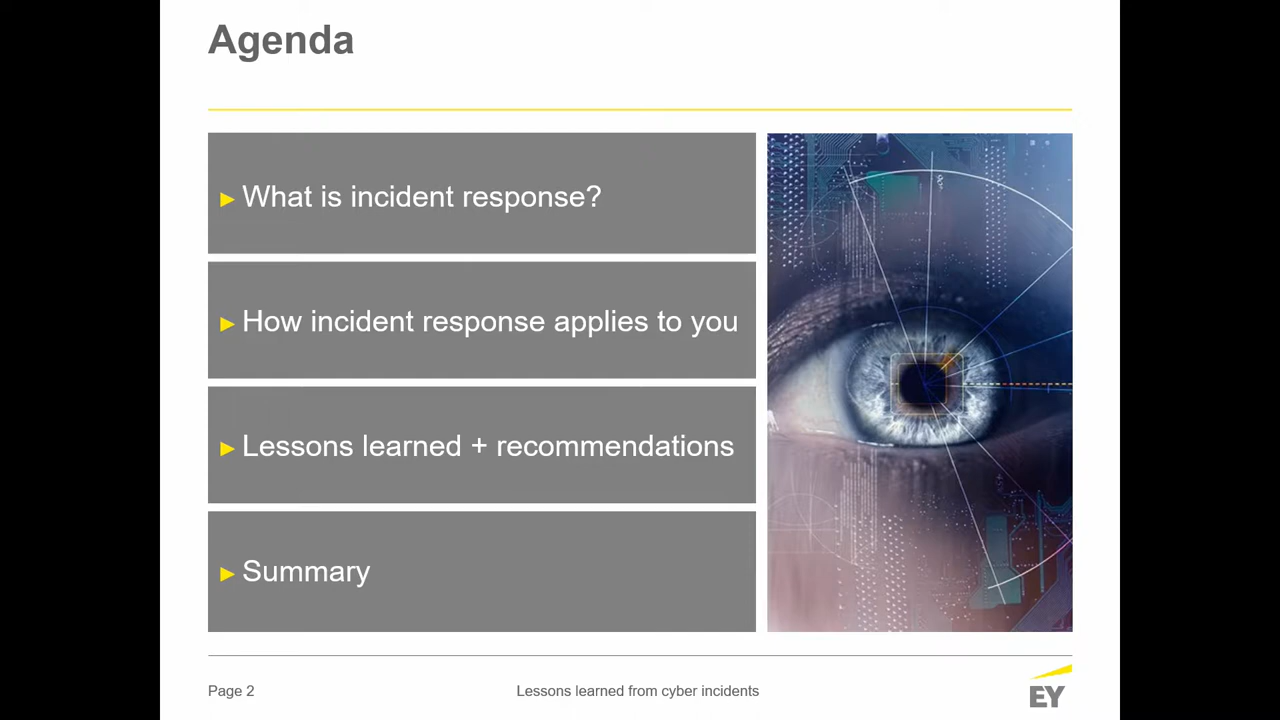 Agenda
► What is incident response?
► How incident response applies to you
► Lessons learned + recommendations
► Summary
Page 2
Lessons learned from cyber incidents
EY